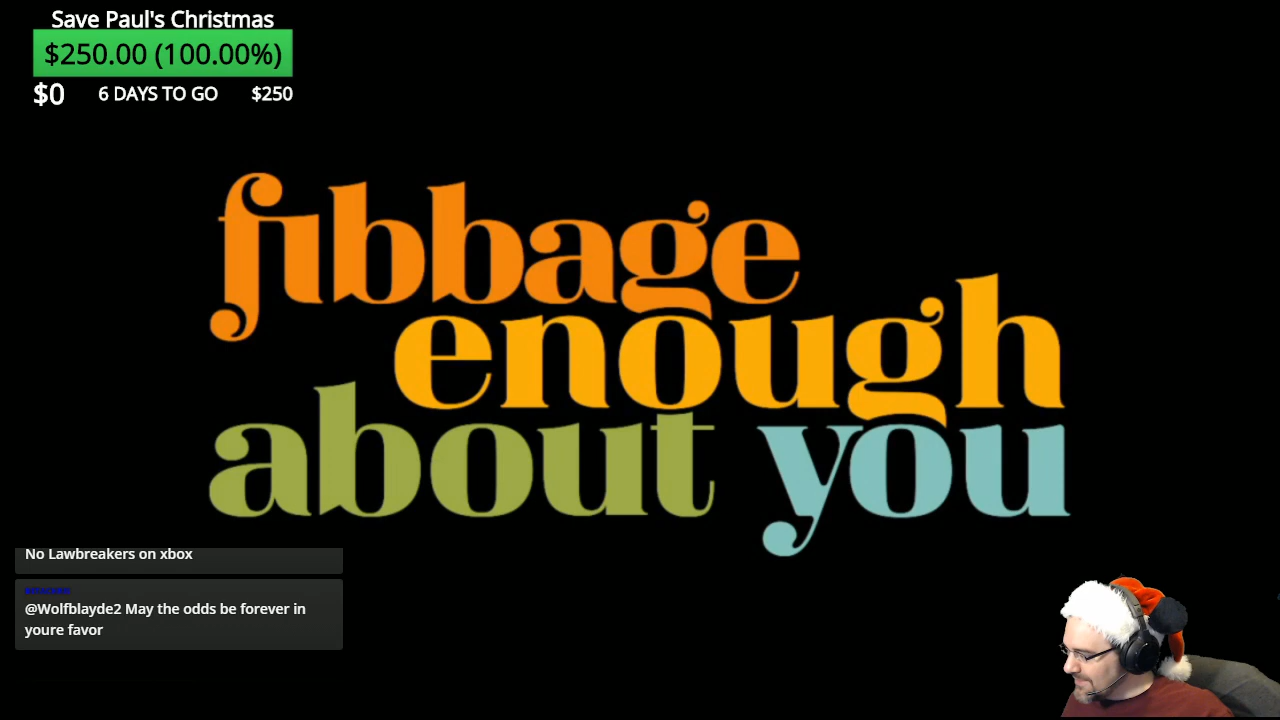 Save Paul's Christmas
$250.00 (100.00%)
$0 6 DAYS TO GO $250
fibbage
enough
about you
No Lawbreakers on xbox
@Wolfblayde2 May the odds be forever in
youre favor